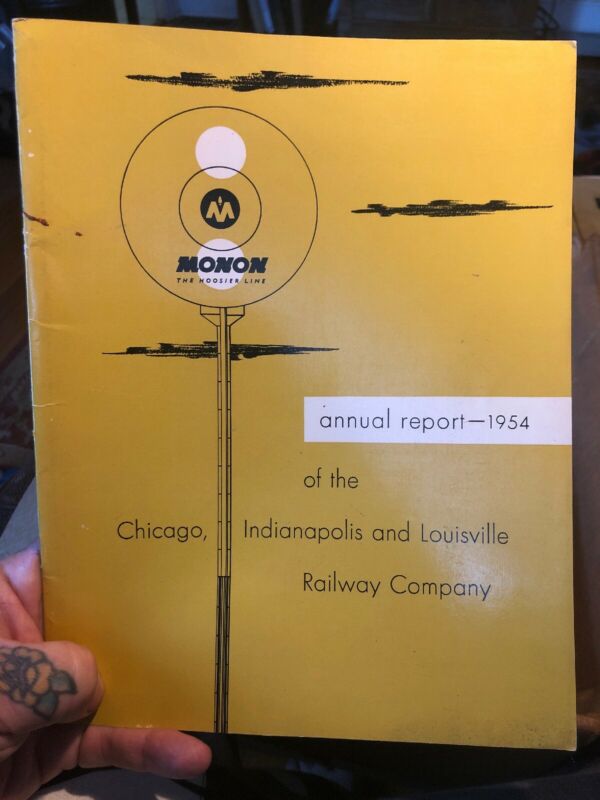 M
MONON
THE HOOSIER LINE
annual report—1954
of the
Chicago, Indianapolis and Louisville
Railway Company